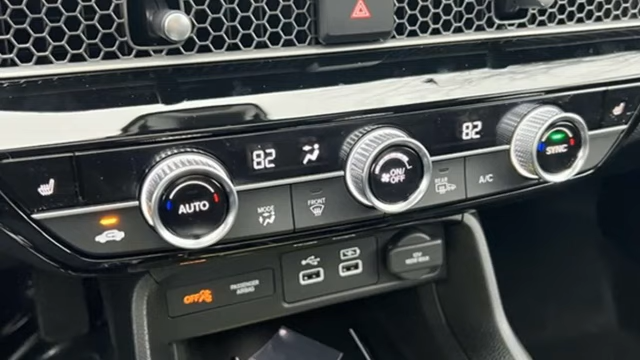 82
82
AUTO
MODE
FRONT
ON/
OFF
REAR
A/C
SYNC
OFF
PASSENGER
AIRBAG